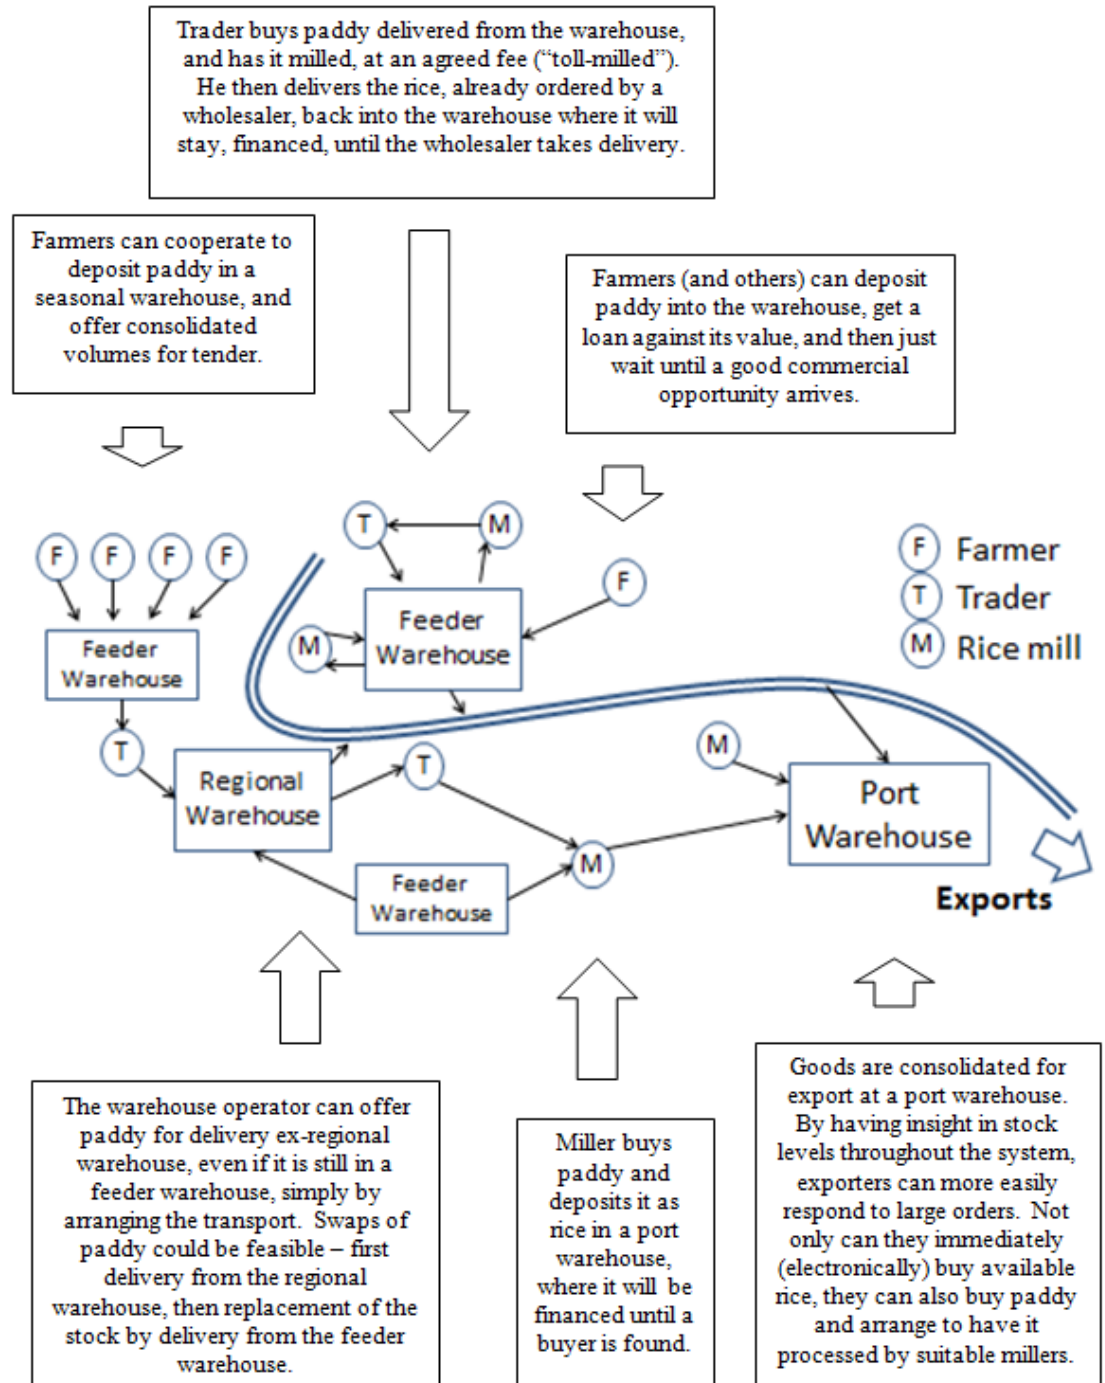 Trader buys paddy delivered from the warehouse,
and has it milled, at an agreed fee (“toll-milled”).
He then delivers the rice, already ordered by a
wholesaler, back into the warehouse where it will
stay, financed, until the wholesaler takes delivery.
Farmers can cooperate to
deposit paddy in a
seasonal warehouse, and
offer consolidated
volumes for tender.
Farmers (and others) can deposit
paddy into the warehouse, get a
loan against its value, and then just
wait until a good commercial
opportunity arrives.
F F F F
Feeder
Warehouse
T
T M
F
M
Feeder
Warehouse
F Farmer
T Trader
M Rice mill
Regional
Warehouse
T
M
M
Feeder
Warehouse
Port
Warehouse
Exports
The warehouse operator can offer
paddy for delivery ex-regional
warehouse, even if it is still in a
feeder warehouse, simply by
arranging the transport. Swaps of
paddy could be feasible – first
delivery from the regional
warehouse, then replacement of the
stock by delivery from the feeder
warehouse.
Miller buys
paddy and
deposits it as
rice in a port
warehouse,
where it will be
financed until a
buyer is found.
Goods are consolidated for
export at a port warehouse.
By having insight in stock
levels throughout the system,
exporters can more easily
respond to large orders. Not
only can they immediately
(electronically) buy available
rice, they can also buy paddy
and arrange to have it
processed by suitable millers.